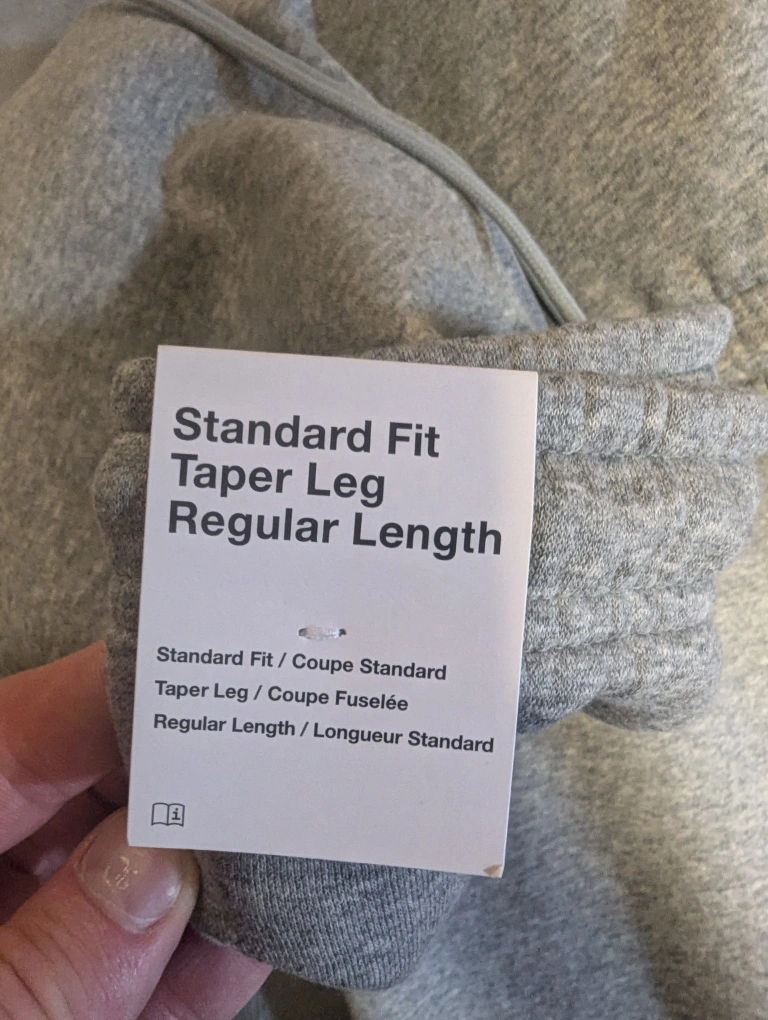 Standard Fit
Taper Leg
Regular Length
Standard Fit / Coupe Standard
Taper Leg / Coupe Fuselée
Regular Length / Longueur Standard
i